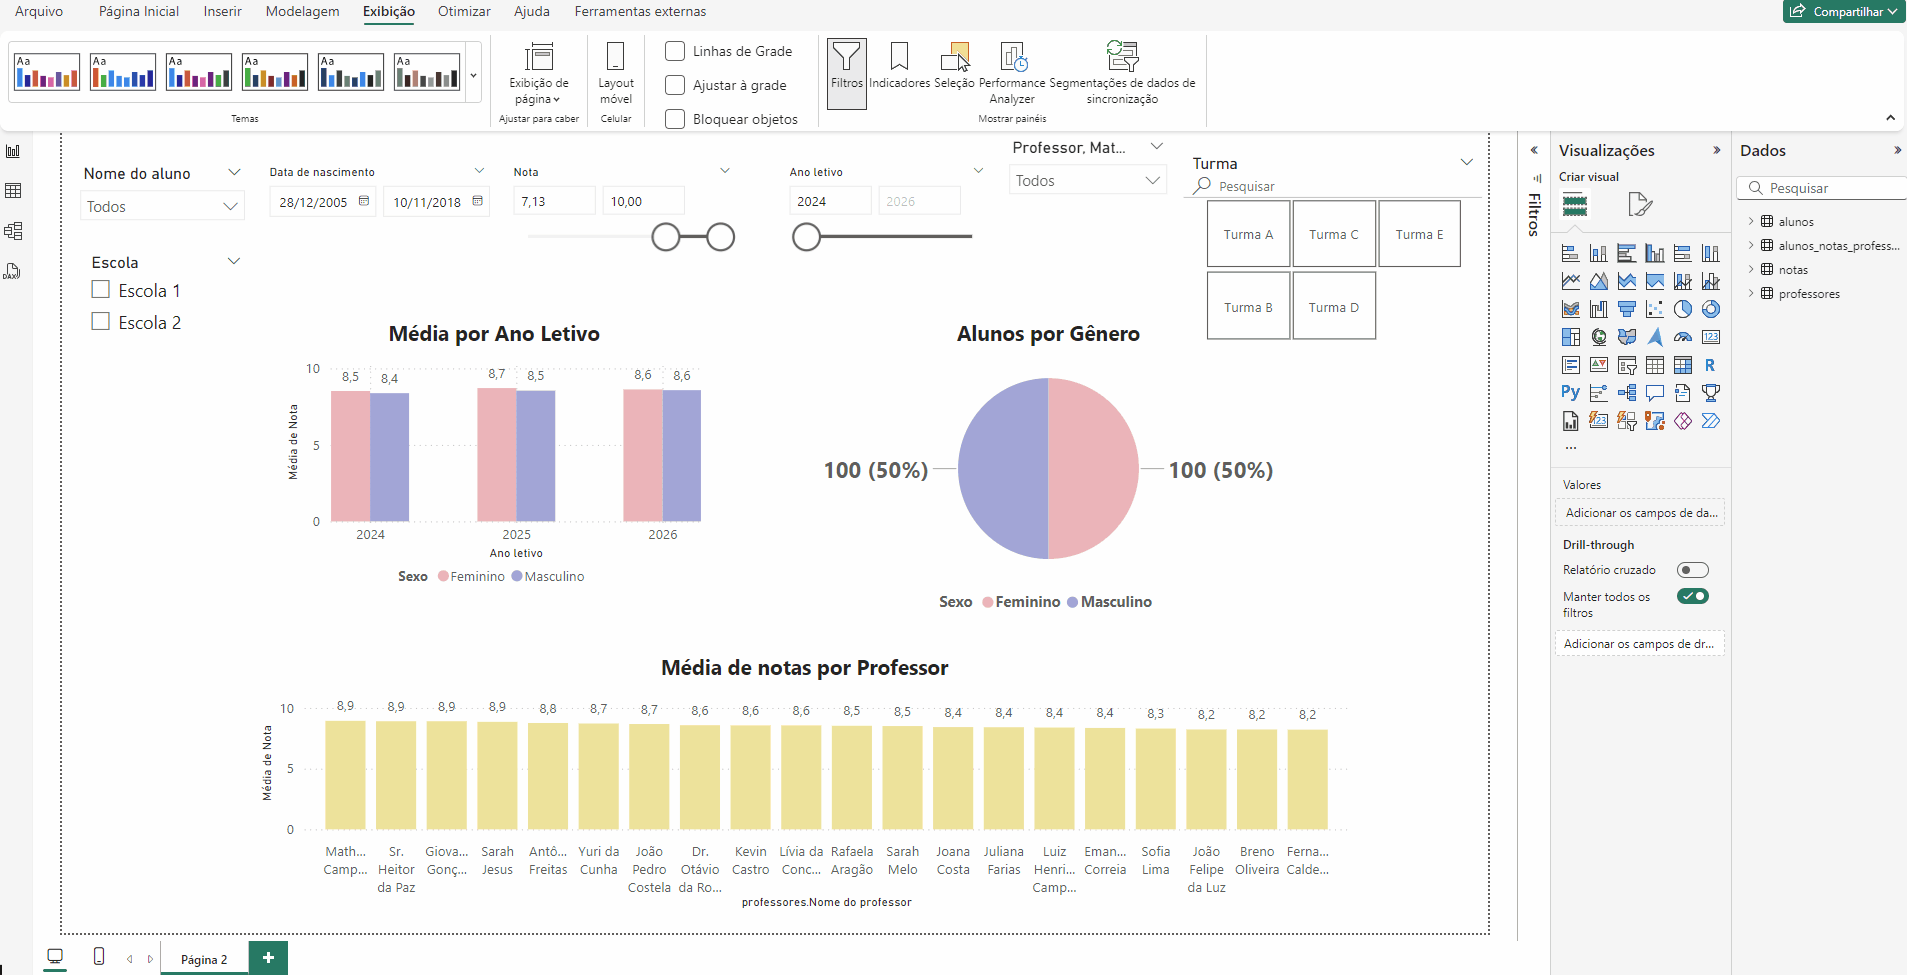 Arquivo Página Inicial Inserir Modelagem Exibição Otimizar Ajuda Ferramentas externas
Compartilhar
Aa Aa Aa Aa Aa Aa
Temas
Exibição de
página
Ajustar para caber
Layout
móvel
Celular
Linhas de Grade
Ajustar à grade
Bloquear objetos
Filtros Indicadores Seleção Performance
Analyzer
Segmentações de dados de
sincronização
Mostrar painéis
Nome do aluno
Todos
Data de nascimento
28/12/2005 10/11/2018
Nota
7,13 10,00
Ano letivo
2024 2026
Professor, Mat...
Todos
Turma
Pesquisar
Turma A Turma C Turma E
Turma B Turma D
Escola
Escola 1
Escola 2
Média por Ano Letivo
Média de Nota
10
5
0
8,5 8,4 8,7 8,5 8,6 8,6
2024 2025 2026
Ano letivo
Sexo Feminino Masculino
Alunos por Gênero
100 (50%) 100 (50%)
Sexo Feminino Masculino
Média de notas por Professor
Média de Nota
10
5
0
8,9 8,9 8,9 8,9 8,8 8,7 8,7 8,6 8,6 8,6 8,5 8,5 8,4 8,4 8,4 8,4 8,3 8,2 8,2 8,2
Math... Sr. Giova... Sarah Antô... Yuri da João Dr. Kevin Lívia da Rafaela Sarah Joana Juliana Luiz Eman... Sofia João Breno Ferna...
Camp... Heitor Gonç... Jesus Freitas Cunha Pedro Otávio Castro Conc... Aragão Melo Costa Farias Henri... Correia Lima Felipe Oliveira Calde...
da Paz Costela da Ro... Camp... da Luz
professores.Nome do professor
Filtros
Visualizações
Criar visual
123
R
Py
123
...
Valores
Adicionar os campos de da...
Drill-through
Relatório cruzado
Manter todos os
filtros
Adicionar os campos de dr...
Dados
Pesquisar
alunos
alunos_notas_profess...
notas
professores
DAX
Página 2
+